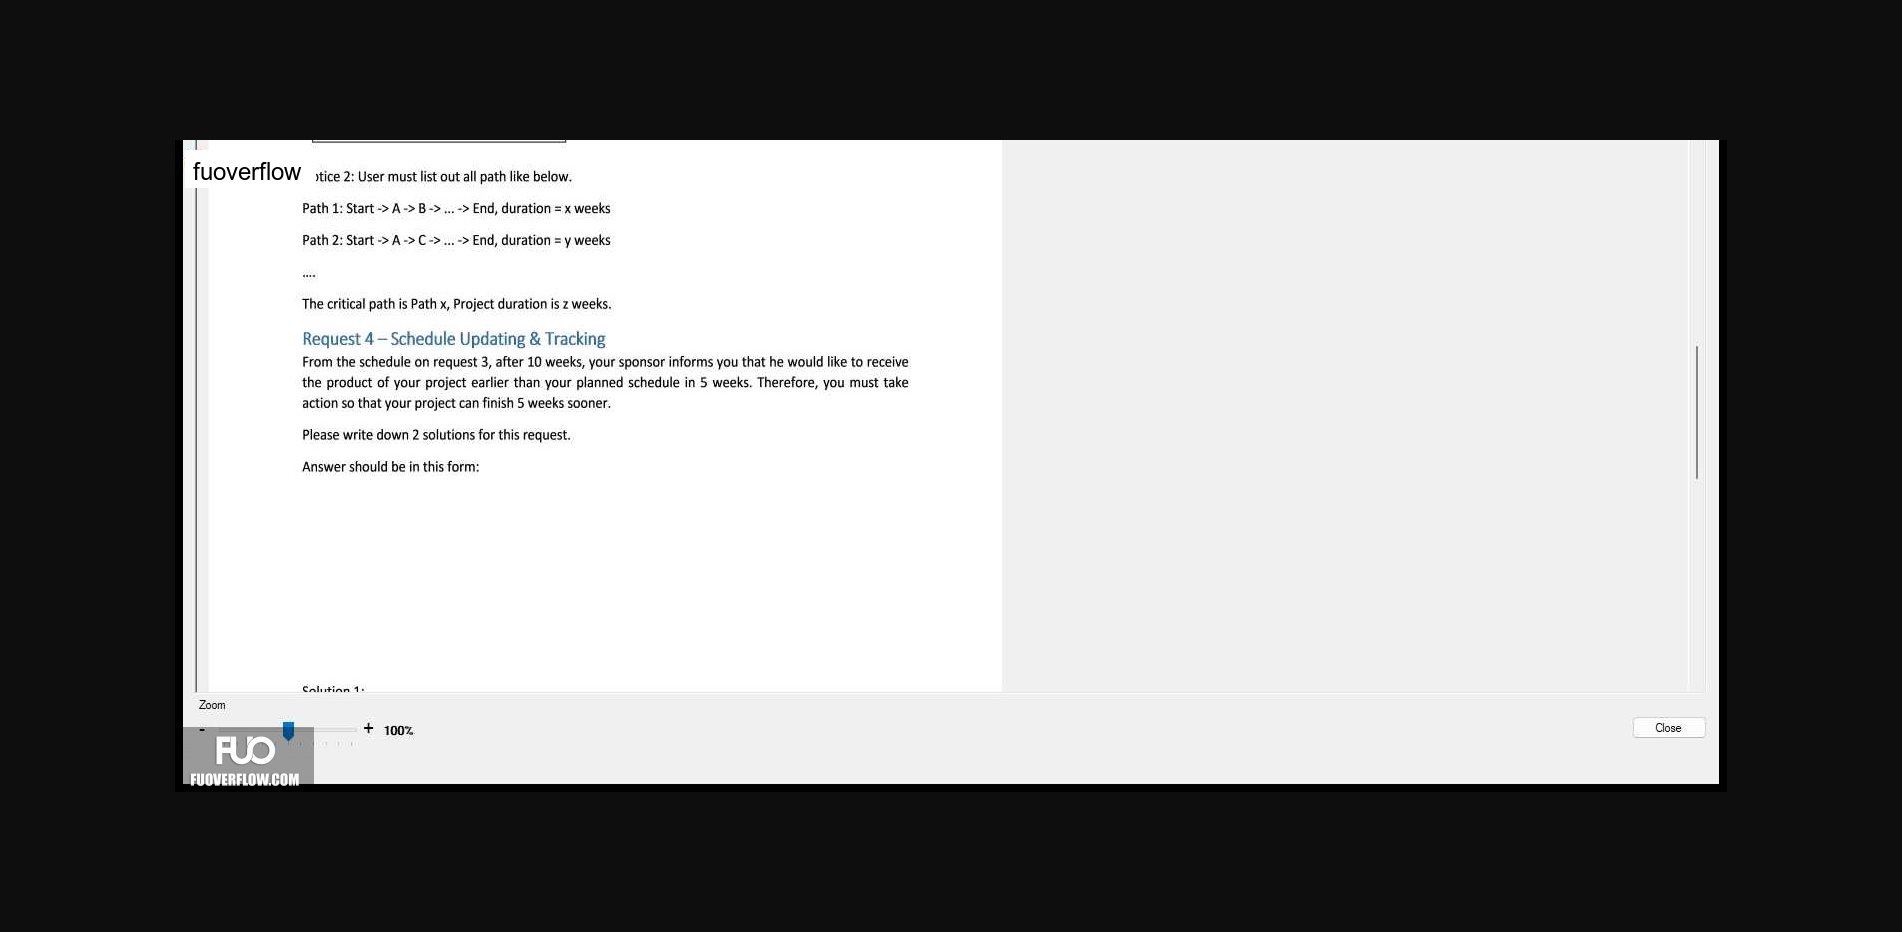 fuoverflow
otice 2: User must list out all path like below.
Path 1: Start -> A -> B -> ... -> End, duration = x weeks
Path 2: Start -> A -> C -> ... -> End, duration = y weeks
....
The critical path is Path x, Project duration is z weeks.
Request 4 – Schedule Updating & Tracking
From the schedule on request 3, after 10 weeks, your sponsor informs you that he would like to receive
the product of your project earlier than your planned schedule in 5 weeks. Therefore, you must take
action so that your project can finish 5 weeks sooner.
Please write down 2 solutions for this request.
Answer should be in this form:
Solution 1:
Zoom
- + 100%
Close
FUO
FUOVERFLOW.COM